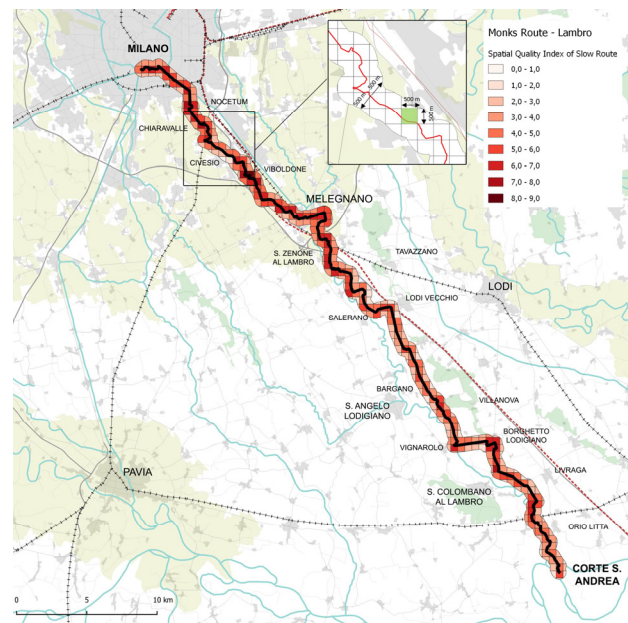 Monks Route - Lambro
Spatial Quality Index of Slow Route
0,0 - 1,0
1,0 - 2,0
2,0 - 3,0
3,0 - 4,0
4,0 - 5,0
5,0 - 6,0
6,0 - 7,0
7,0 - 8,0
8,0 - 9,0
500 m
500 m
500 m
500 m
MILANO
NOCETUM
CHIARAVALLE
CIVESIO
VIBOLDONE
MELEGNANO
S. ZENONE
AL LAMBRO
TAVAZZANO
LODI
LODI VECCHIO
SALERANO
BARGANO
VILLANOVA
S. ANGELO
LODIGIANO
BORGHETTO
LODIGIANO
VIGNAROLO
LIVRAGA
PAVIA
S. COLOMBANO
AL LAMBRO
ORIO LITTA
CORTE S.
ANDREA
0 5 10 km